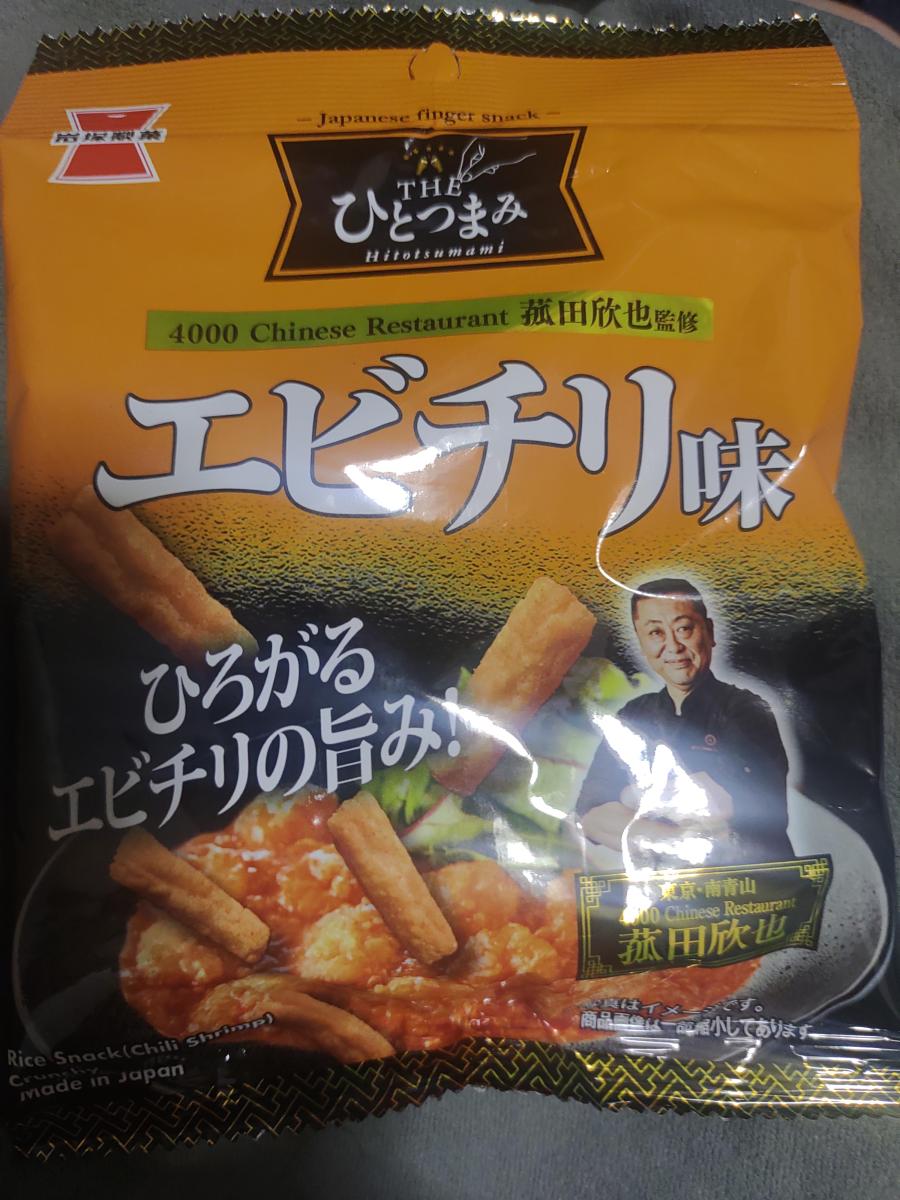 岩塚製菓
Japanese finger snack
THE
ひとつまみ
Hitotsumami
4000 Chinese Restaurant 菰田欣也監修
エビチリ味
ひろがる
エビチリの旨み!
東京・南青山
4000 Chinese Restaurant
菰田欣也
写真はイメージです。
商品画像は一部縮小してあります。
Rice Snack(Chili Shrimp)
Crunchy
Made in Japan